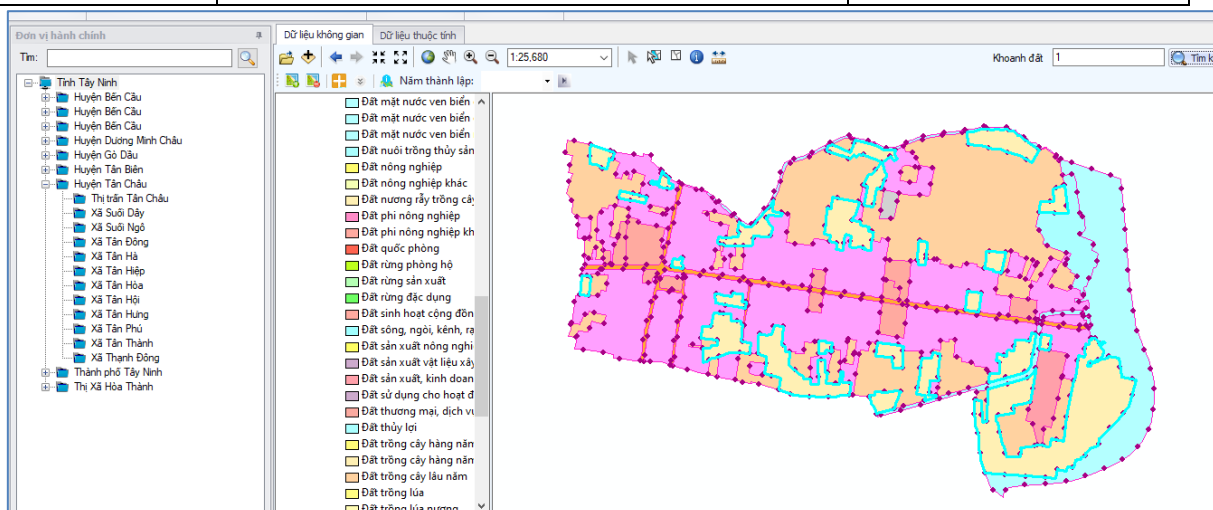 Đơn vị hành chính
Tìm:
Tỉnh Tây Ninh
Huyện Bến Cầu
Huyện Bến Cầu
Huyện Bến Cầu
Huyện Dương Minh Châu
Huyện Gò Dầu
Huyện Tân Biên
Huyện Tân Châu
Thị trấn Tân Châu
Xã Suối Dây
Xã Suối Ngô
Xã Tân Đông
Xã Tân Hà
Xã Tân Hiệp
Xã Tân Hòa
Xã Tân Hội
Xã Tân Hưng
Xã Tân Phú
Xã Tân Thành
Xã Thạnh Đông
Thành phố Tây Ninh
Thị Xã Hòa Thành
Dữ liệu không gian Dữ liệu thuộc tính
1:25,680
Khoanh đất 1 Tìm k
Năm thành lập:
Đất mặt nước ven biển
Đất mặt nước ven biển
Đất mặt nước ven biển
Đất nuôi trồng thủy sản
Đất nông nghiệp
Đất nông nghiệp khác
Đất nương rẫy trồng cây
Đất phi nông nghiệp
Đất phi nông nghiệp kh
Đất quốc phòng
Đất rừng phòng hộ
Đất rừng sản xuất
Đất rừng đặc dụng
Đất sinh hoạt cộng đồn
Đất sông, ngòi, kênh, rạ
Đất sản xuất nông nghi
Đất sản xuất vật liệu xây
Đất sản xuất, kinh doan
Đất sử dụng cho hoạt đ
Đất thương mại, dịch vụ
Đất thủy lợi
Đất trồng cây hàng năm
Đất trồng cây hàng năm
Đất trồng cây lâu năm
Đất trồng lúa
Đất trồng lúa nương